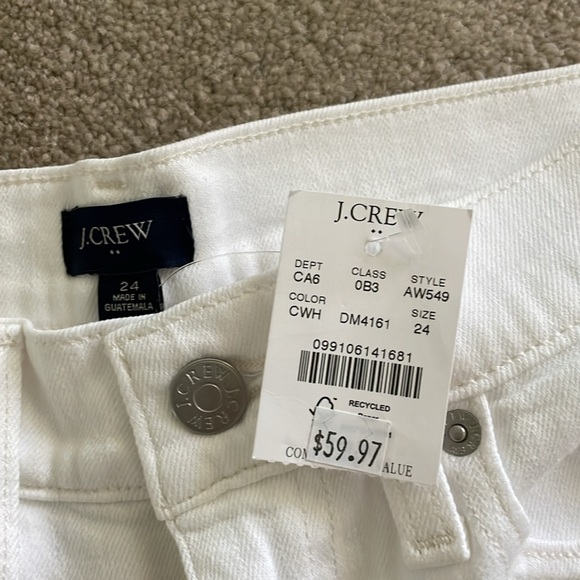 J.CREW
24
MADE IN
GUATEMALA
J.CREW J.CREW
J.CREW
DEPT CLASS STYLE
CA6 0B3 AW549
COLOR SIZE
CWH DM4161 24
099106141681
RECYCLED
$59.97